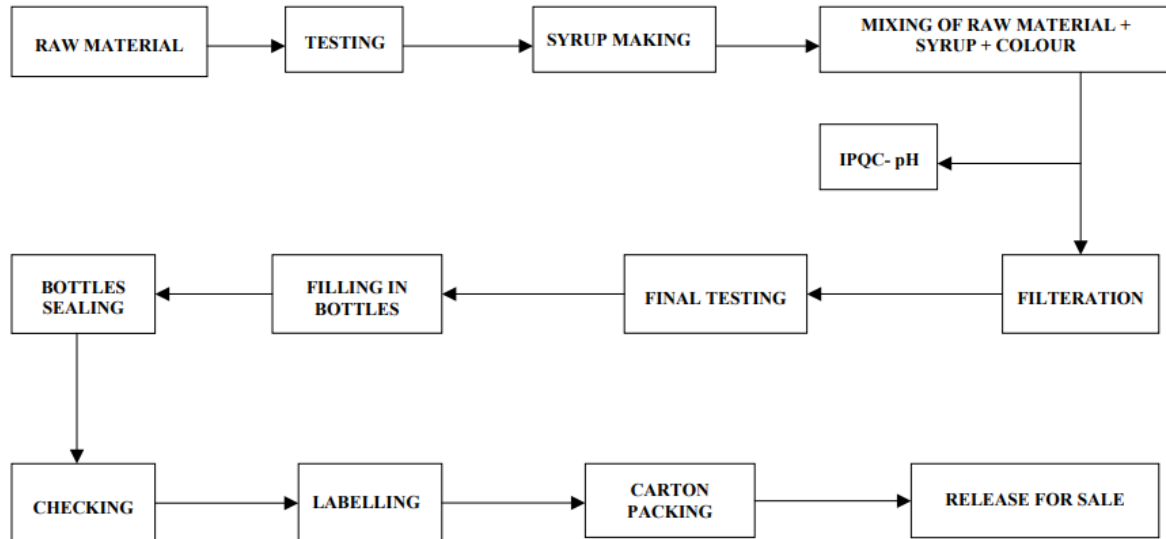 RAW MATERIAL
TESTING
SYRUP MAKING
MIXING OF RAW MATERIAL +
SYRUP + COLOUR
IPQC- pH
FILTERATION
FINAL TESTING
FILLING IN
BOTTLES
BOTTLES
SEALING
CHECKING
LABELLING
CARTON
PACKING
RELEASE FOR SALE